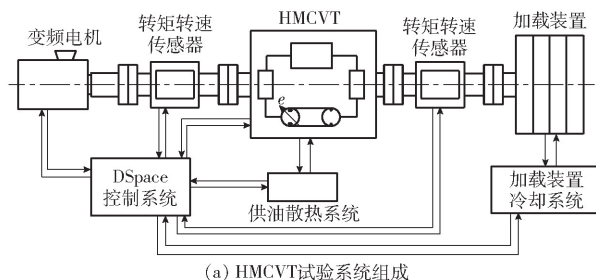 变频电机
转矩转速
传感器
HMCVT
转矩转速
传感器
加载装置
e
DSpace
控制系统
供油散热系统
加载装置
冷却系统
(a) HMCVT试验系统组成